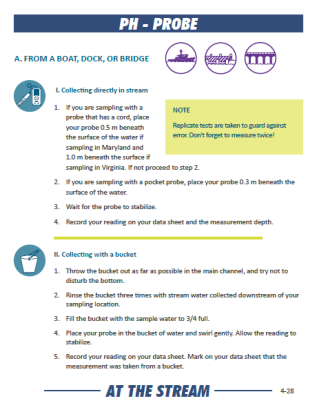 PH - PROBE
A. FROM A BOAT, DOCK, OR BRIDGE
I. Collecting directly in stream
1. If you are sampling with a
probe that has a cord, place
your probe 0.5 m beneath
the surface of the water if
sampling in Maryland and
1.0 m beneath the surface if
sampling in Virginia. If not proceed to step 2.
NOTE
Replicate tests are taken to guard against
error. Don't forget to measure twice!
2. If you are sampling with a pocket probe, place your probe 0.3 m beneath the
surface of the water.
3. Wait for the probe to stabilize.
4. Record your reading on your data sheet and the measurement depth.
II. Collecting with a bucket
1. Throw the bucket out as far as possible in the main channel, and try not to
disturb the bottom.
2. Rinse the bucket three times with stream water collected downstream of your
sampling location.
3. Fill the bucket with the sample water to 3/4 full.
4. Place your probe in the bucket of water and swirl gently. Allow the reading to
stabilize.
5. Record your reading on your data sheet. Mark on your data sheet that the
measurement was taken from a bucket.
AT THE STREAM
4-28